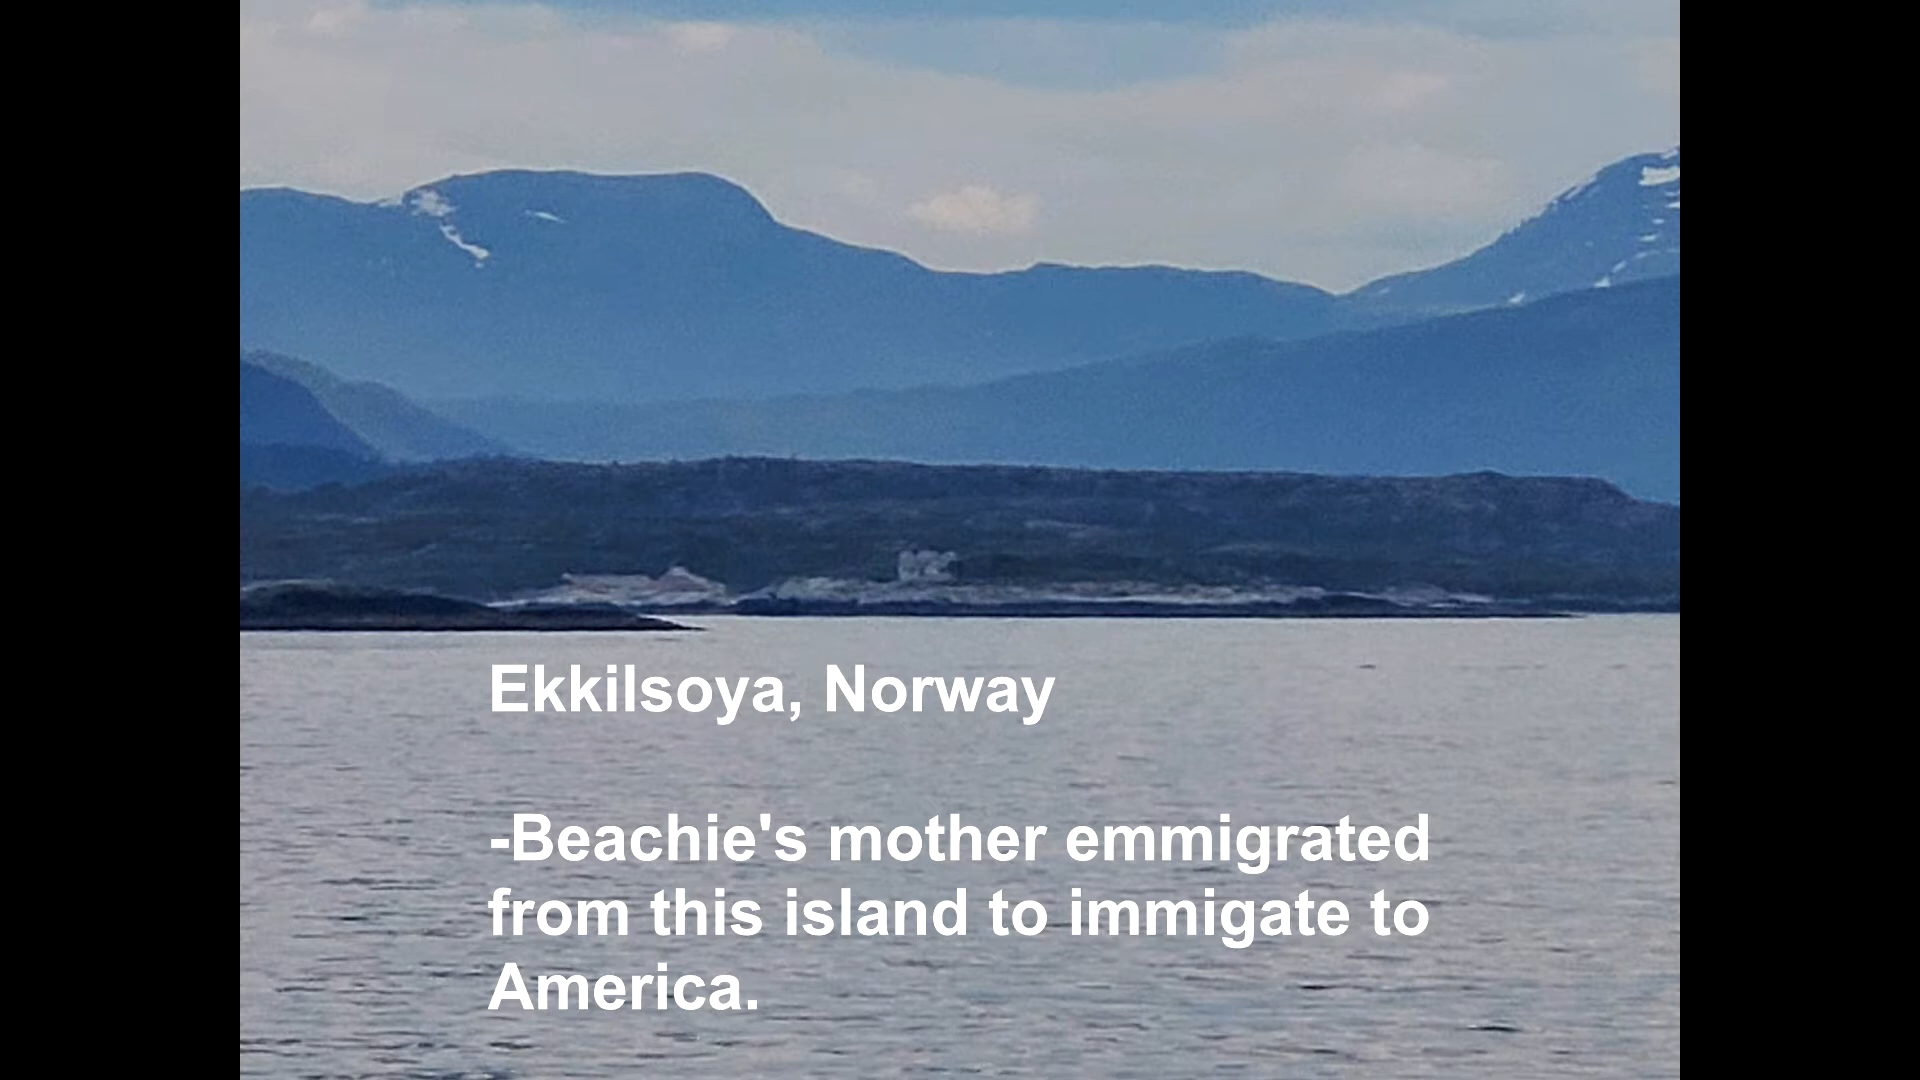 Ekkilsoya, Norway
-Beachie's mother emmigrated
from this island to immigate to
America.